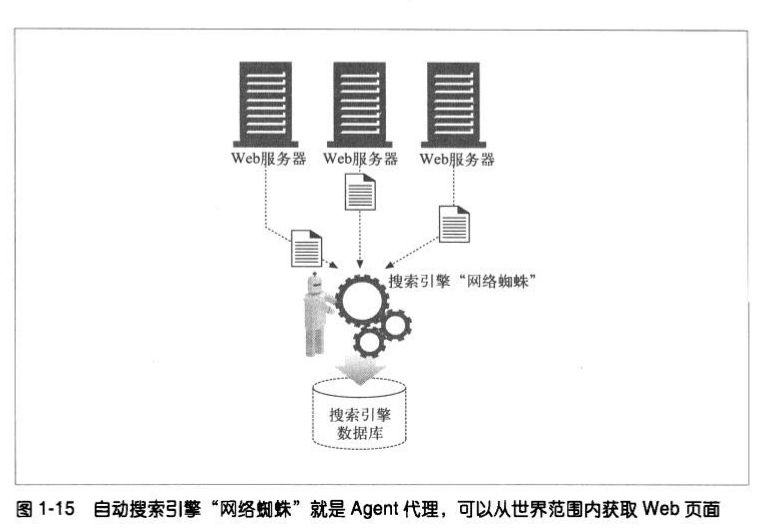 Web服务器 Web服务器 Web服务器
搜索引擎“网络蜘蛛”
搜索引擎
数据库
图 1-15 自动搜索引擎“网络蜘蛛”就是 Agent 代理，可以从世界范围内获取 Web 页面